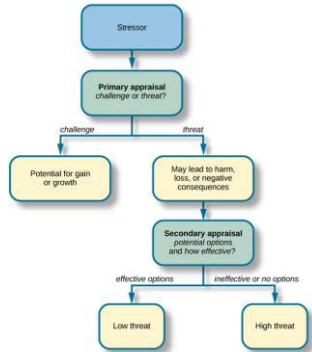 Stressor
Primary appraisal
challenge or threat?
challenge
threat
Potential for gain
or growth
May lead to harm,
loss, or negative
consequences
Secondary appraisal
potential options
and how effective?
effective options
ineffective or no options
Low threat
High threat